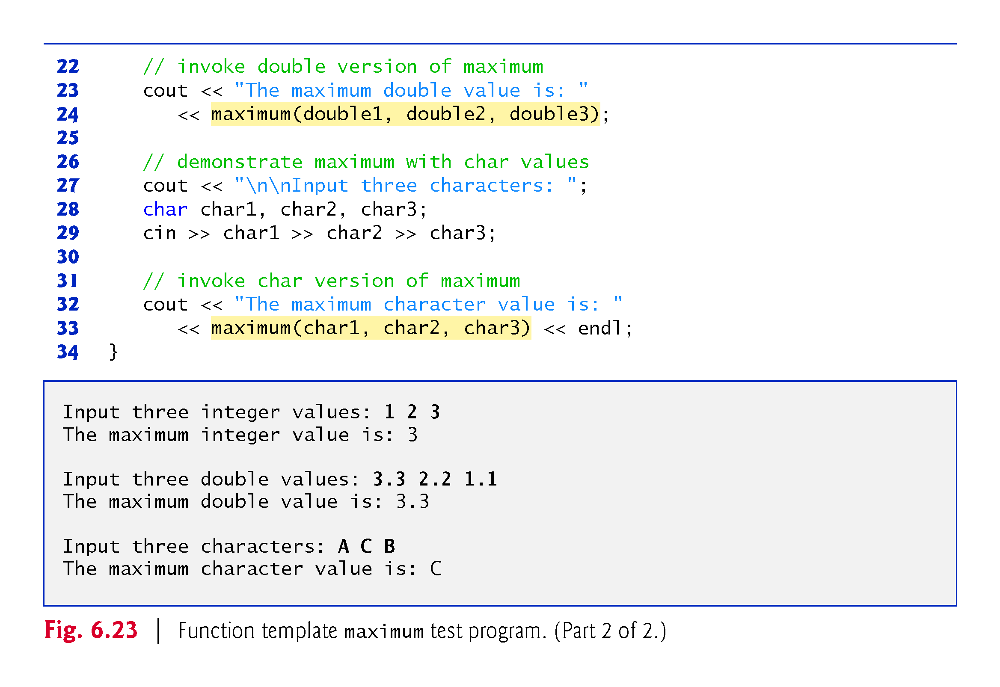 22 // invoke double version of maximum
23 cout << "The maximum double value is: "
24 << maximum(double1, double2, double3);
25
26 // demonstrate maximum with char values
27 cout << "\n\nInput three characters: ";
28 char char1, char2, char3;
29 cin >> char1 >> char2 >> char3;
30
31 // invoke char version of maximum
32 cout << "The maximum character value is: "
33 << maximum(char1, char2, char3) << endl;
34 }
Input three integer values: 1 2 3
The maximum integer value is: 3
Input three double values: 3.3 2.2 1.1
The maximum double value is: 3.3
Input three characters: A C B
The maximum character value is: C
Fig. 6.23 | Function template maximum test program. (Part 2 of 2.)